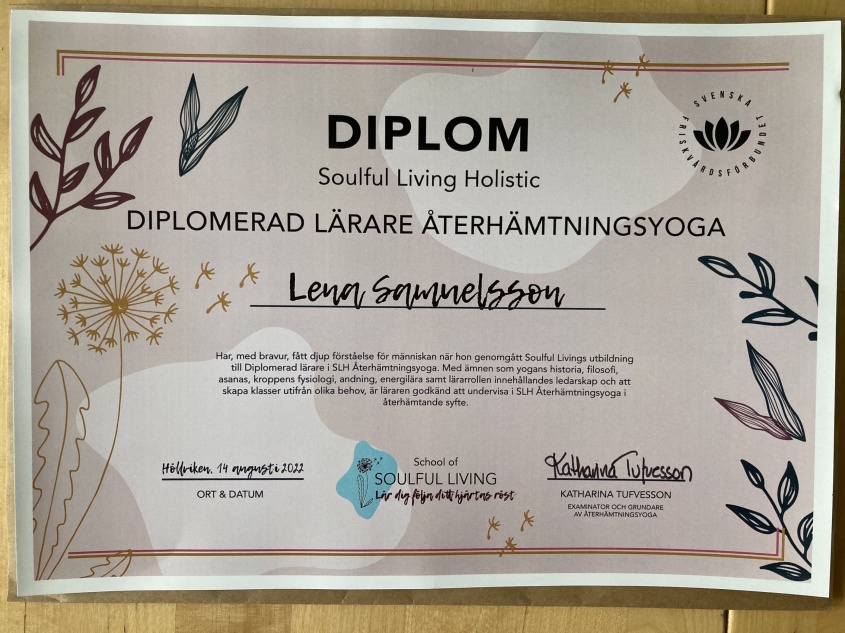 DIPLOM
SVENSKA FRISKVÅRDSFÖRBUNDET
Soulful Living Holistic
DIPLOMERAD LÄRARE ÅTERHÄMTNINGSYOGA
Lena Samuelsson
Har, med bravur, fått djup förståelse för människan när hon genomgått Soulful Livings utbildning
till Diplomerad lärare i SLH Återhämtningsyoga. Med ämnen som yogans historia, filosofi,
asanas, kroppens fysiologi, andning, energilära samt lärarrollen innehållandes ledarskap och att
skapa klasser utifrån olika behov, är läraren godkänd att undervisa i SLH Återhämtningsyoga i
återhämtande syfte.
Höllviken, 14 augusti 2022
ORT & DATUM
School of
SOULFUL LIVING
Lär dig följa ditt hjärtas röst
Katharina Tufvesson
KATHARINA TUFVESSON
EXAMINATOR OCH GRUNDARE
AV ÅTERHÄMTNINGSYOGA